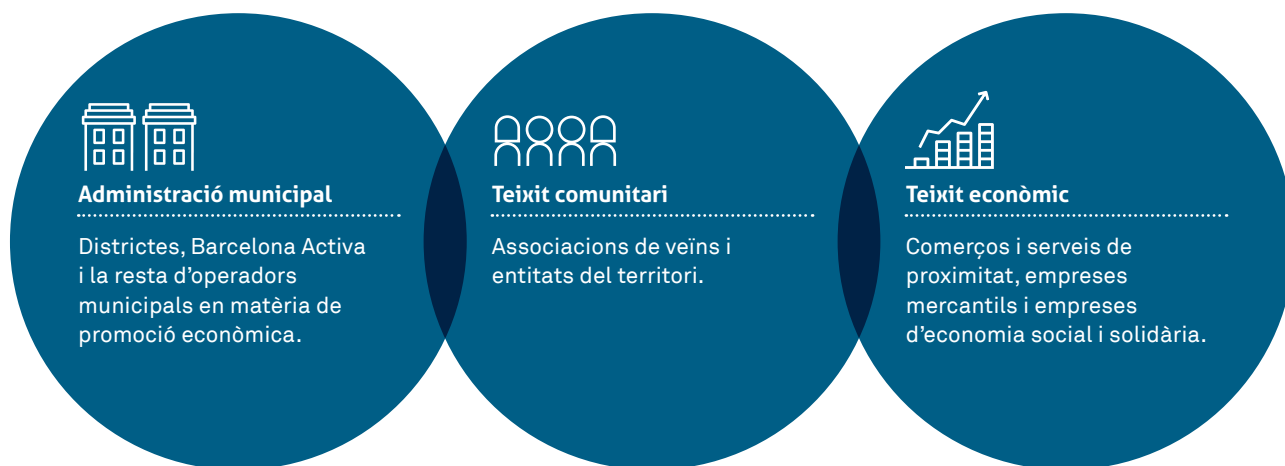 Administració municipal
Districtes, Barcelona Activa
i la resta d’operadors
municipals en matèria de
promoció econòmica.
Teixit comunitari
Associacions de veïns i
entitats del territori.
Teixit econòmic
Comerços i serveis de
proximitat, empreses
mercantils i empreses
d’economia social i solidària.